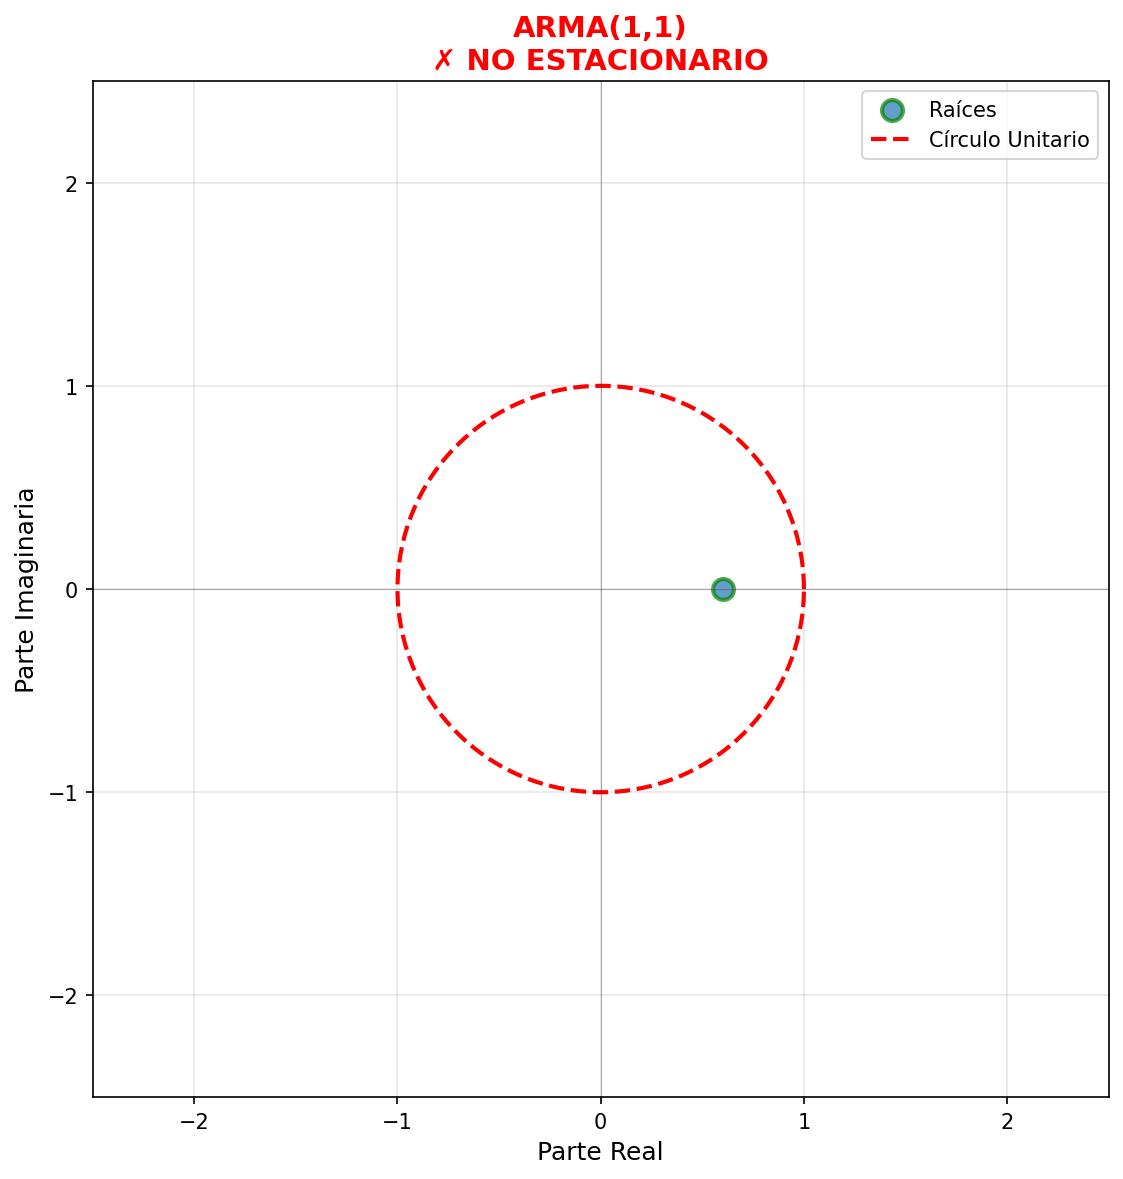 ARMA(1,1)
✗ NO ESTACIONARIO
Raíces
Círculo Unitario
2
1
0
−1
−2
Parte Imaginaria
−2
−1
0
1
2
Parte Real